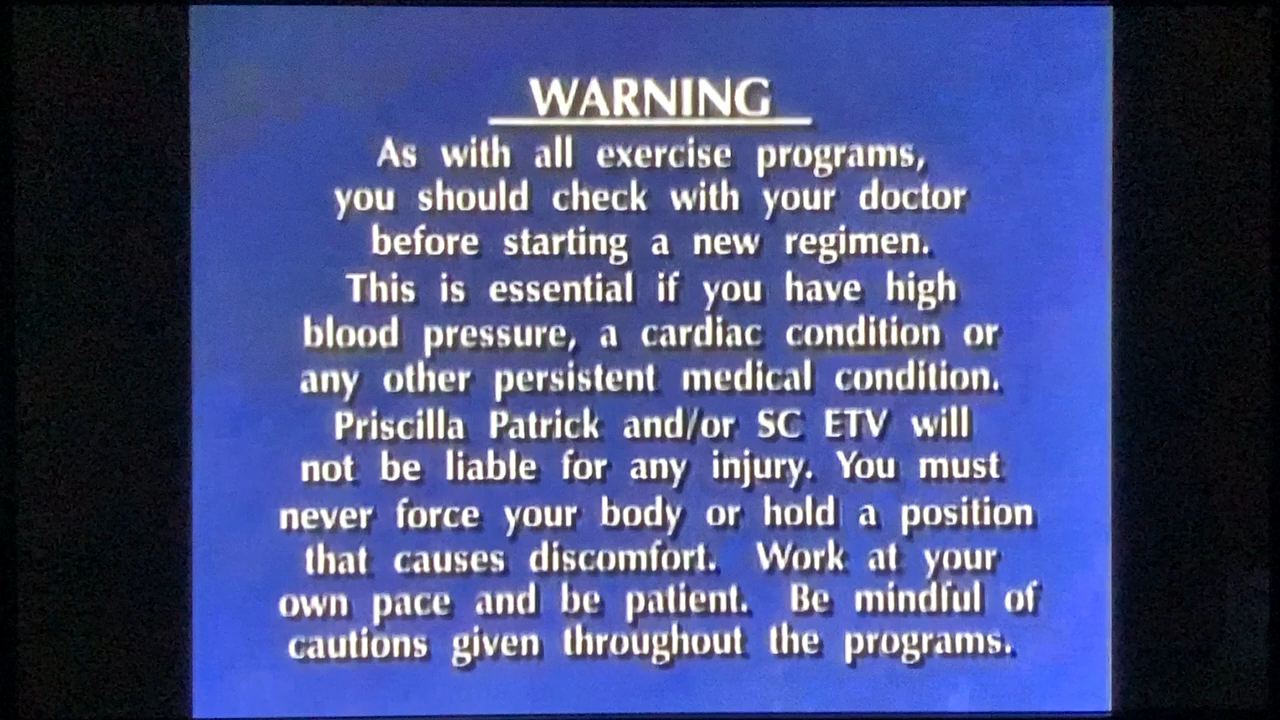 WARNING
As with all exercise programs,
you should check with your doctor
before starting a new regimen.
This is essential if you have high
blood pressure, a cardiac condition or
any other persistent medical condition.
Priscilla Patrick and/or SC ETV will
not be liable for any injury. You must
never force your body or hold a position
that causes discomfort. Work at your
own pace and be patient. Be mindful of
cautions given throughout the programs.